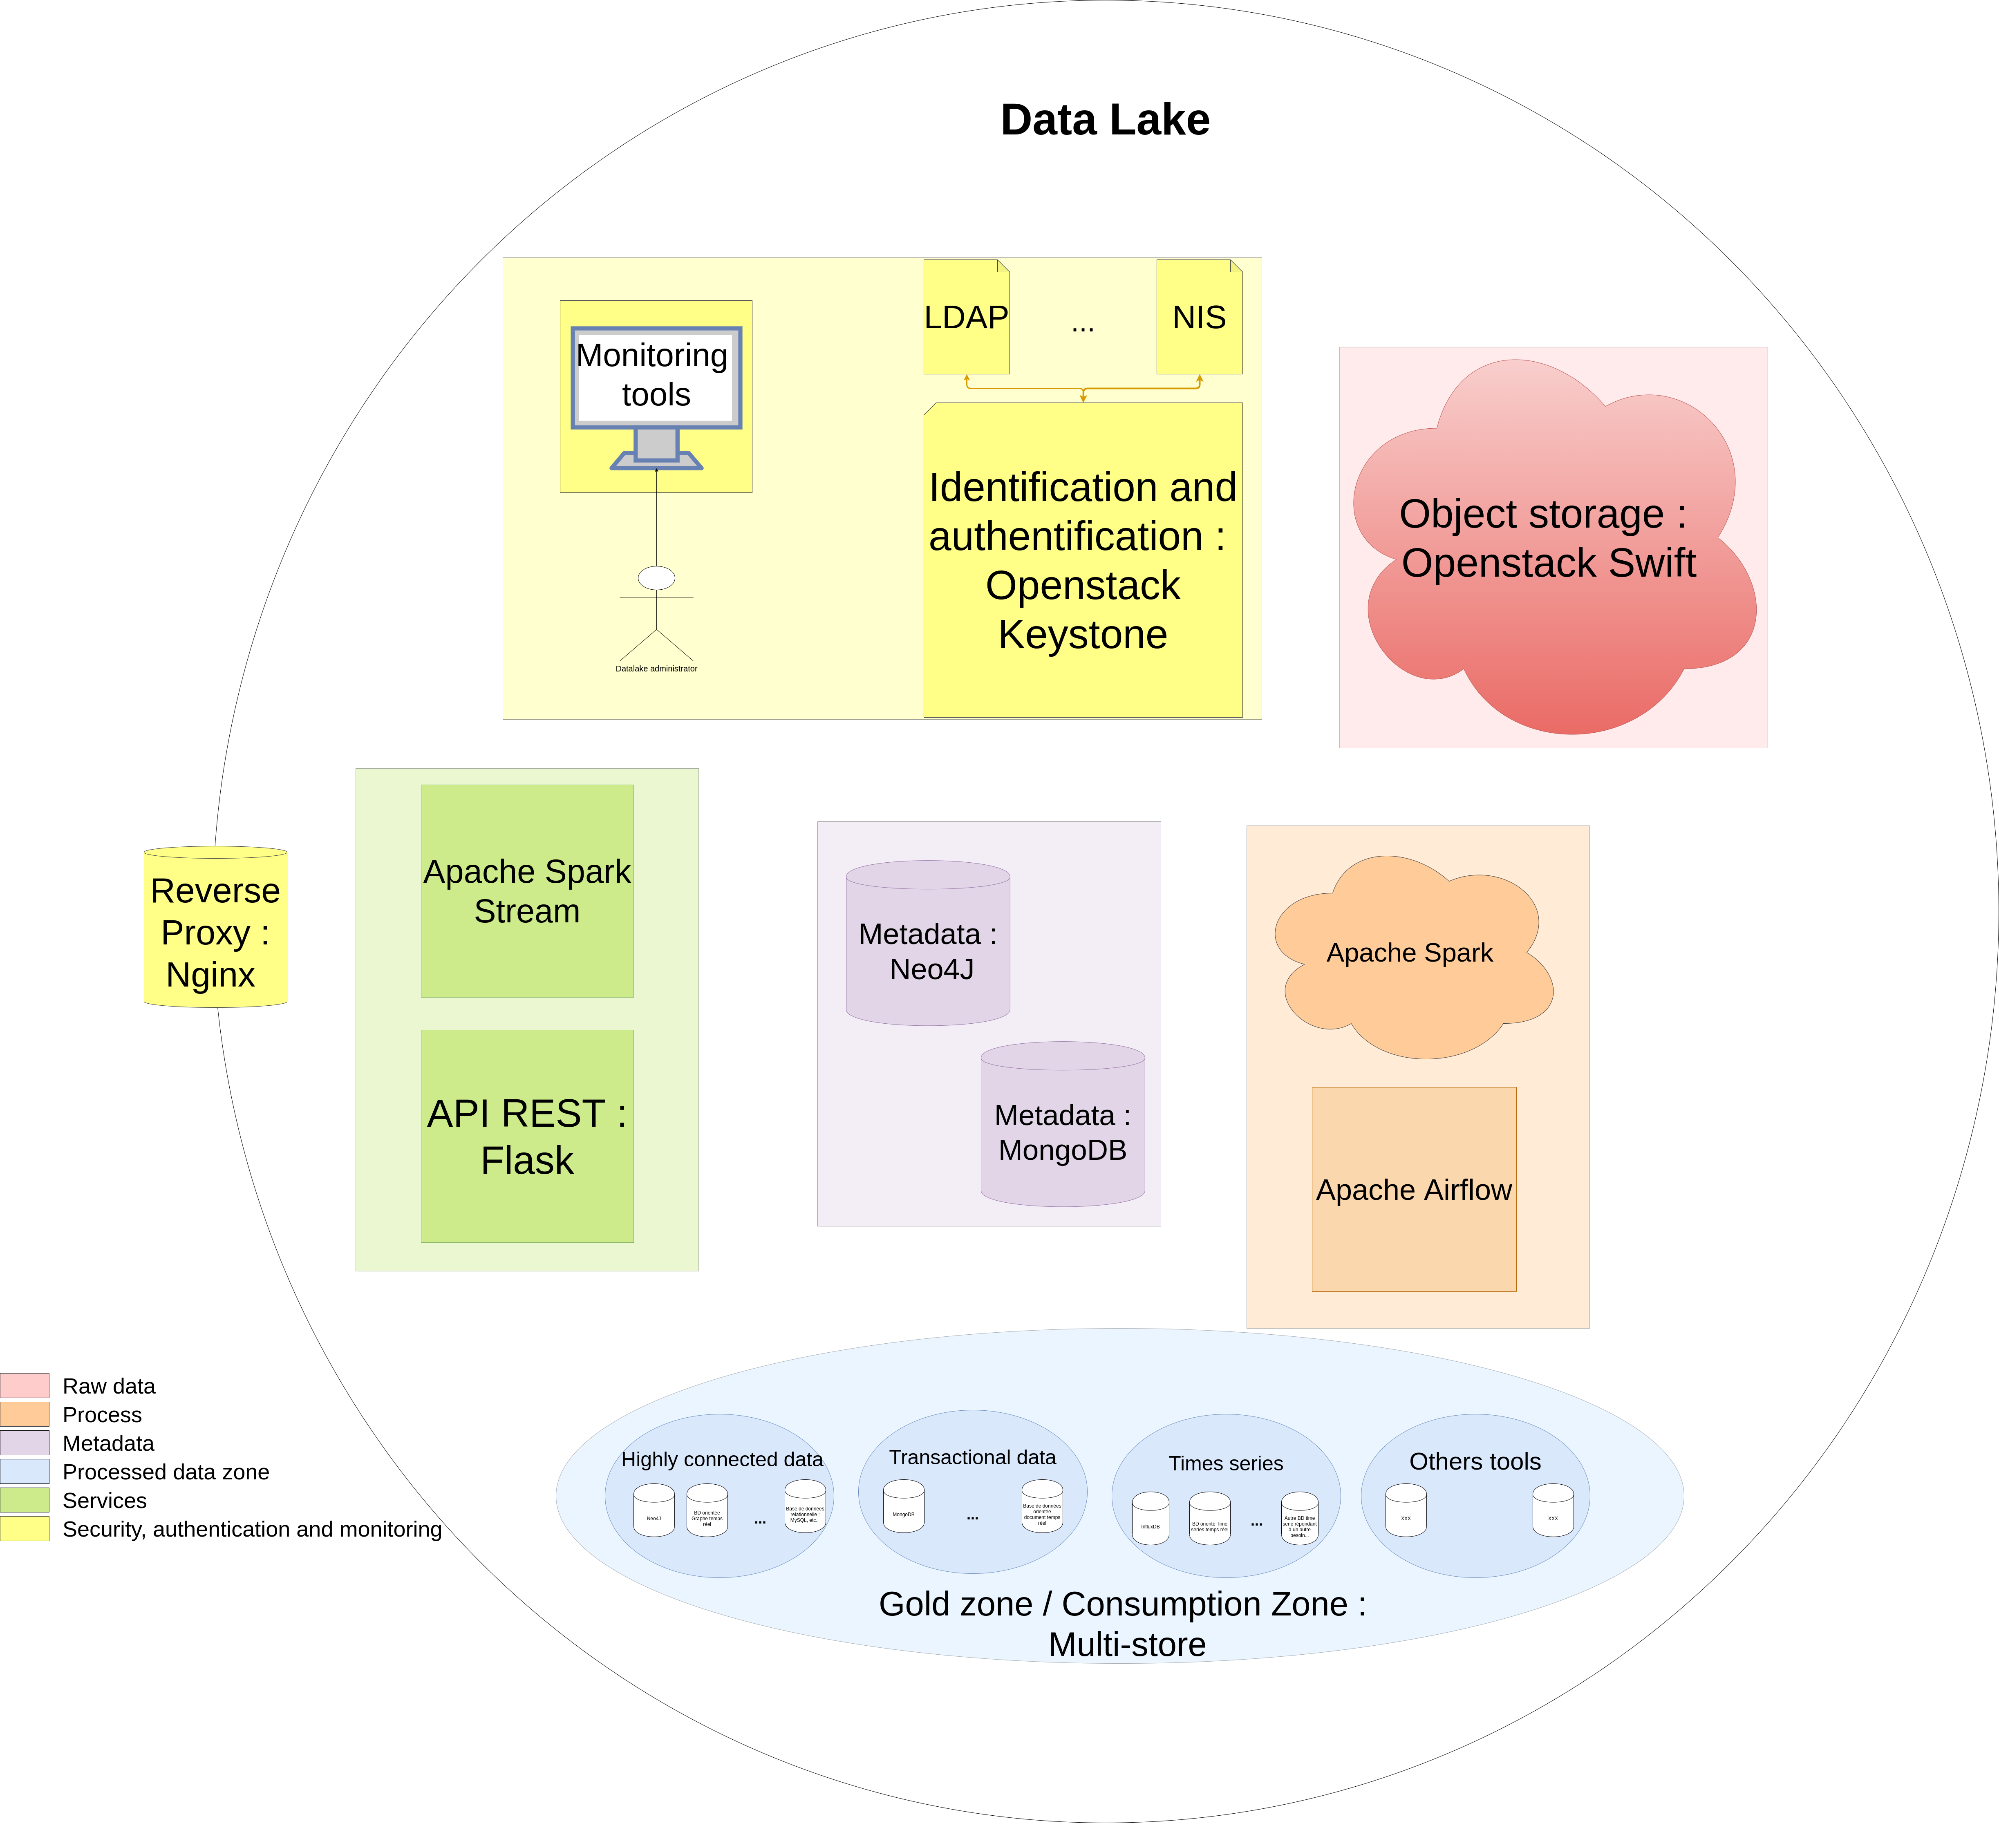 Data Lake
LDAP
...
NIS
Monitoring
tools
Identification and
authentification :
Openstack
Keystone
Datalake administrator
Object storage :
Openstack Swift
Apache Spark
Stream
API REST :
Flask
Reverse
Proxy :
Nginx
Metadata :
Neo4J
Metadata :
MongoDB
Apache Spark
Apache Airflow
Raw data
Process
Metadata
Processed data zone
Services
Security, authentication and monitoring
Highly connected data
Neo4J
BD orientée
Graphe temps
réel
...
Base de données
relationnelle :
MySQL, etc..
Transactional data
MongoDB
...
Base de données
orientée
document temps
réel
Times series
InfluxDB
BD orienté Time
series temps réel
...
Autre BD time
serie répondant
à un autre
besoin...
Others tools
XXX
XXX
Gold zone / Consumption Zone :
Multi-store